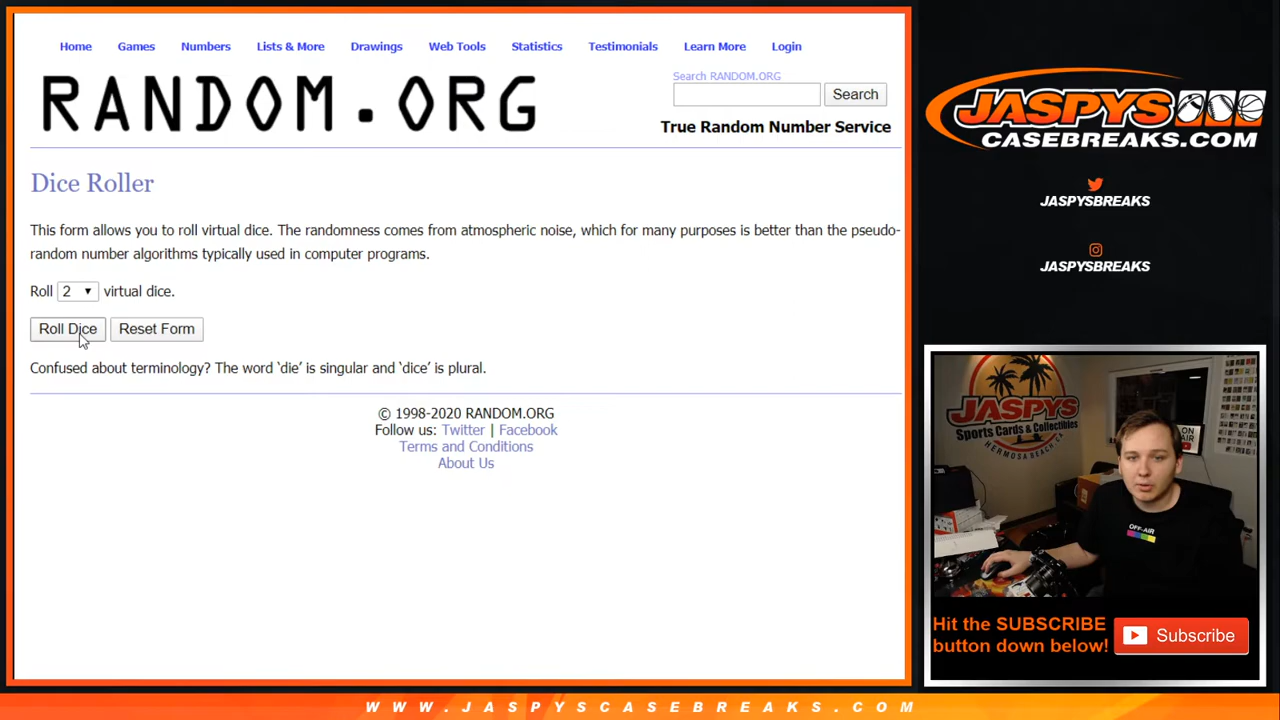 Home Games Numbers Lists & More Drawings Web Tools Statistics Testimonials Learn More Login
RANDOM.ORG
Search RANDOM.ORG
Search
True Random Number Service
Dice Roller
This form allows you to roll virtual dice. The randomness comes from atmospheric noise, which for many purposes is better than the pseudo-
random number algorithms typically used in computer programs.
Roll 2 virtual dice.
Roll Dice Reset Form
Confused about terminology? The word ‘die’ is singular and ‘dice’ is plural.
© 1998-2020 RANDOM.ORG
Follow us: Twitter | Facebook
Terms and Conditions
About Us
JASPYS
CASEBREAKS.COM
JASPYSBREAKS
JASPYSBREAKS
JASPYS
Sports Cards & Collectibles
HERMOSA BEACH, CA
ON
AIR
OFF-AIR
Hit the SUBSCRIBE
button down below!
Subscribe
WWW.JASPYSCASEBREAKS.COM